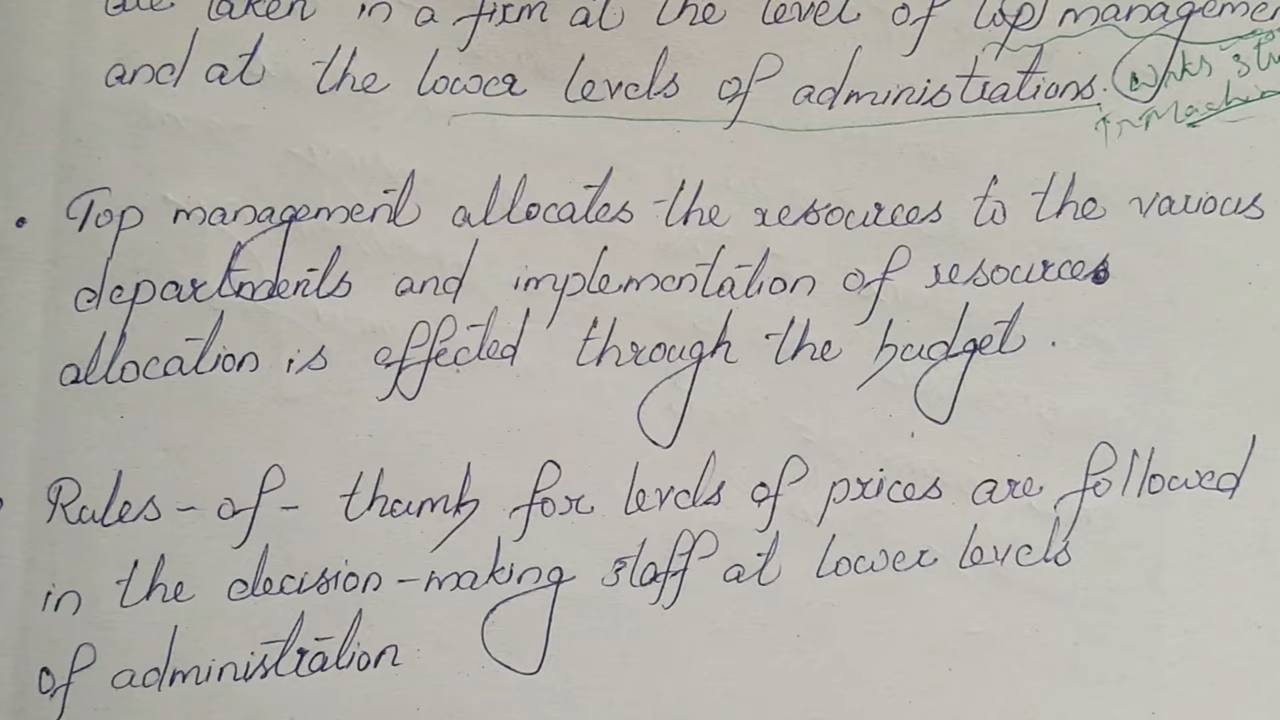 are taken in a firm at the level of top management
and at the lower levels of administrations.
• Top management allocates the resources to the various
departments and implementation of resources
allocation is effected through the budget.
Rules-of-thumb for levels of prices are followed
in the decision-making staff at lower levels
of administration